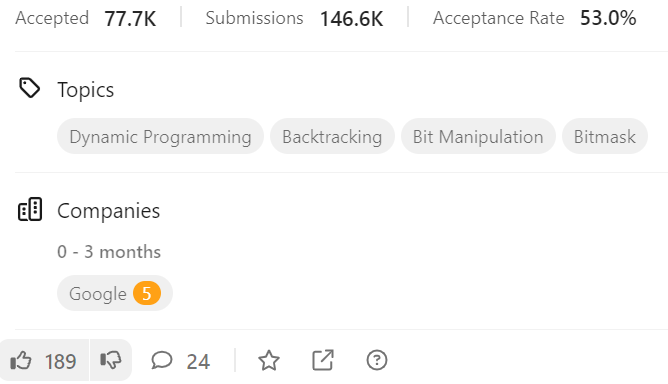 Accepted 77.7K Submissions 146.6K Acceptance Rate 53.0%
Topics
Dynamic Programming Backtracking Bit Manipulation Bitmask
Companies
0 - 3 months
Google 5
189 24